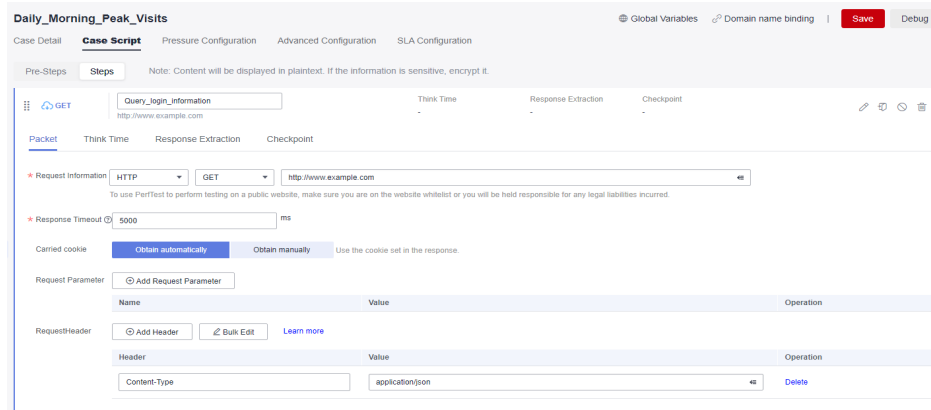 Daily_Morning_Peak_Visits Global Variables Domain name binding | Save Debug
Case Detail Case Script Pressure Configuration Advanced Configuration SLA Configuration
Pre-Steps Steps Note: Content will be displayed in plaintext. If the information is sensitive, encrypt it.
GET Query_login_information Think Time Response Extraction Checkpoint
http://www.example.com - - -
Packet Think Time Response Extraction Checkpoint
* Request Information HTTP GET http://www.example.com
To use PerfTest to perform testing on a public website, make sure you are on the website whitelist or you will be held responsible for any legal liabilities incurred.
* Response Timeout 5000 ms
Carried cookie Obtain automatically Obtain manually Use the cookie set in the response.
Request Parameter Add Request Parameter
Name Value Operation
RequestHeader Add Header Bulk Edit Learn more
Header Value Operation
Content-Type application/json Delete